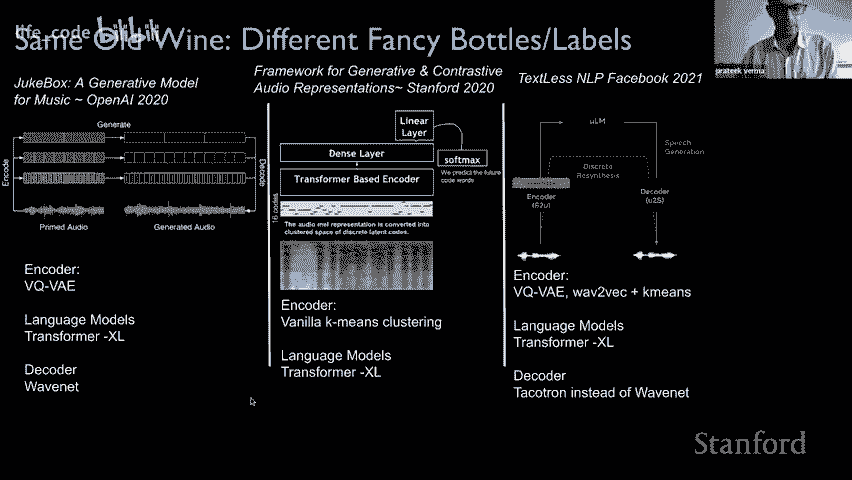 life_code bilibili
Same Old Wine: Different Fancy Bottles/Labels
prateek verma
JukeBox: A Generative Model
for Music ~ OpenAI 2020
Generate
Encode
Decode
Primed Audio
Generated Audio
Encoder:
VQ-VAE
Language Models
Transformer -XL
Decoder
Wavenet
Framework for Generative & Contrastive
Audio Representations~ Stanford 2020
Linear
Layer
Dense Layer
softmax
We predict the future
code words
Transformer Based Encoder
16 codes
The audio mel representation is converted into
clustered space of discrete latent codes.
Encoder:
Vanilla k-means clustering
Language Models
Transformer -XL
TextLess NLP Facebook 2021
uLM
Speech
Generation
Discrete
Resynthesis
Encoder
(S2u)
Decoder
(u2S)
Encoder:
VQ-VAE, wav2vec + kmeans
Language Models
Transformer -XL
Decoder
Tacotron instead of Wavenet
Stanford